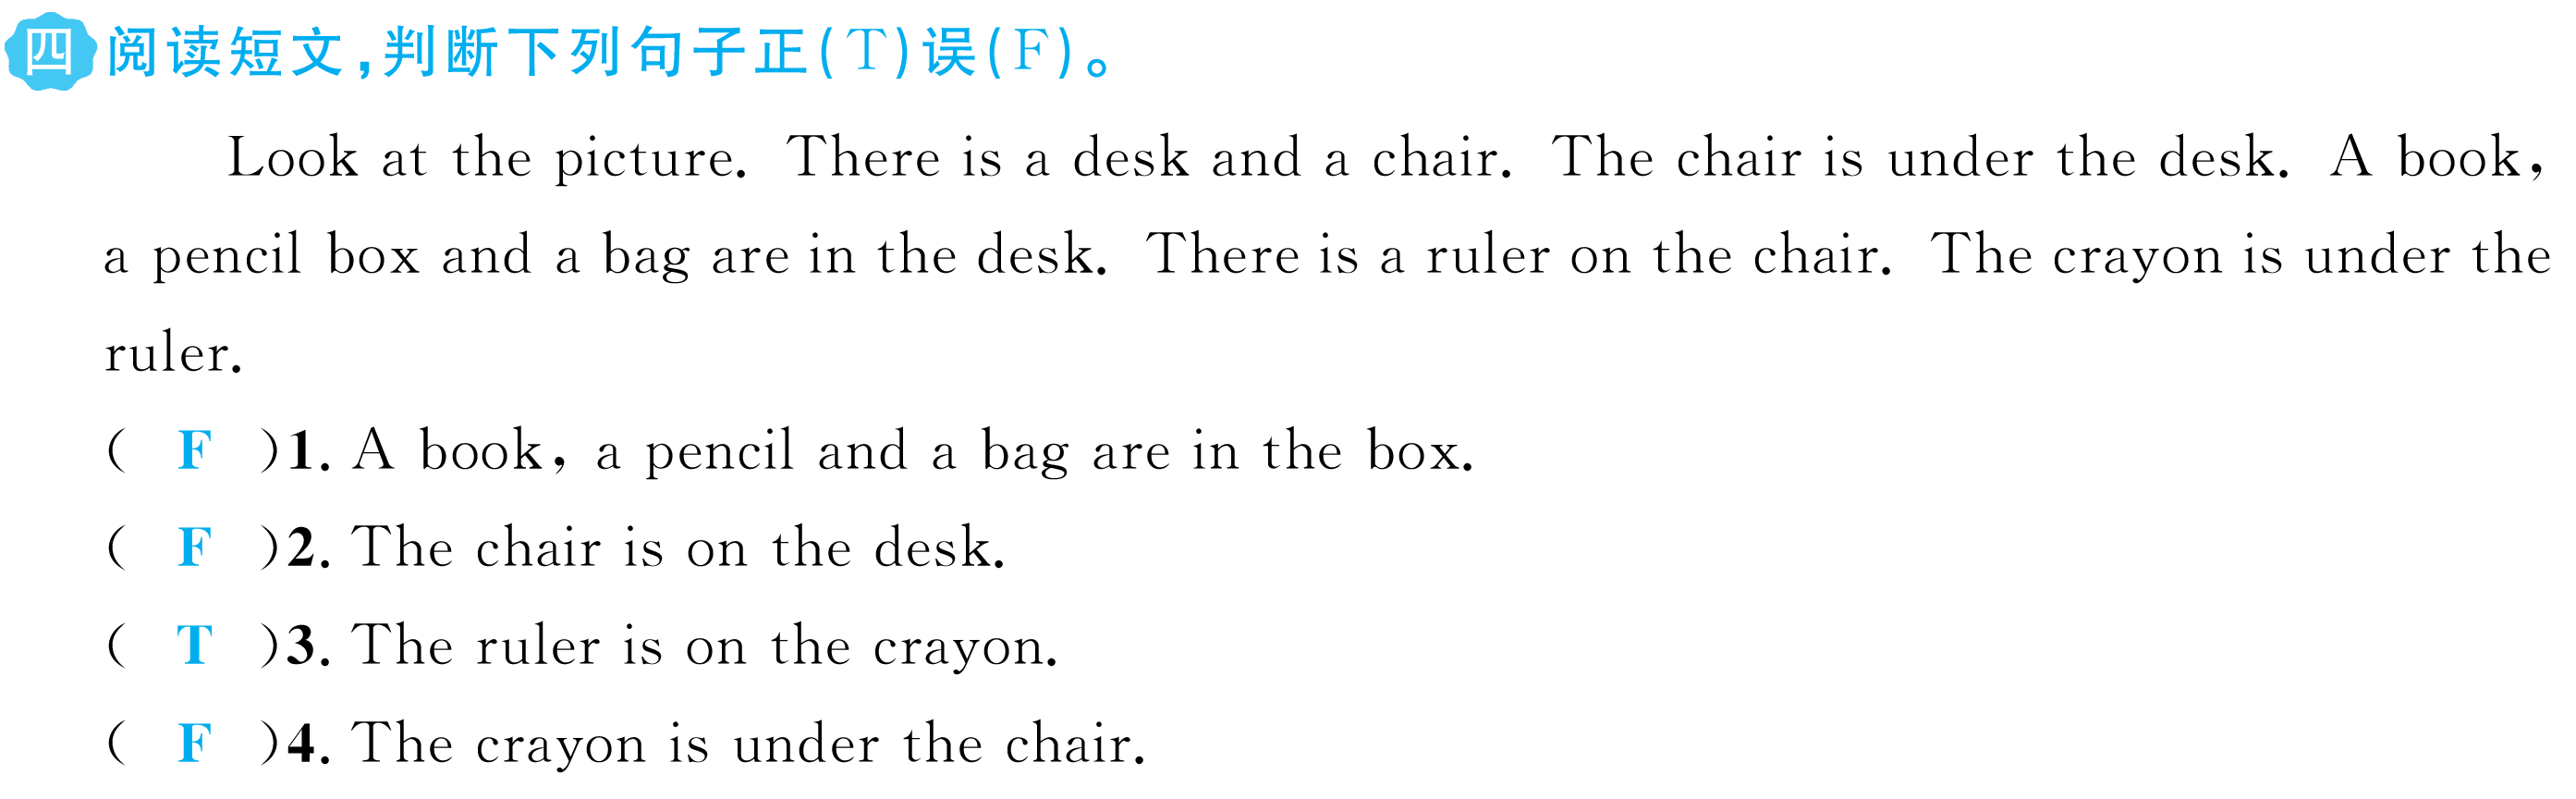 四 阅读短文,判断下列句子正(T)误(F)。
Look at the picture. There is a desk and a chair. The chair is under the desk. A book,
a pencil box and a bag are in the desk. There is a ruler on the chair. The crayon is under the
ruler.
( F )1. A book, a pencil and a bag are in the box.
( F )2. The chair is on the desk.
( T )3. The ruler is on the crayon.
( F )4. The crayon is under the chair.